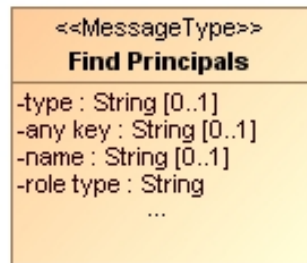 <<MessageType>>
Find Principals
-type : String [0..1]
-any key : String [0..1]
-name : String [0..1]
-role type : String
...